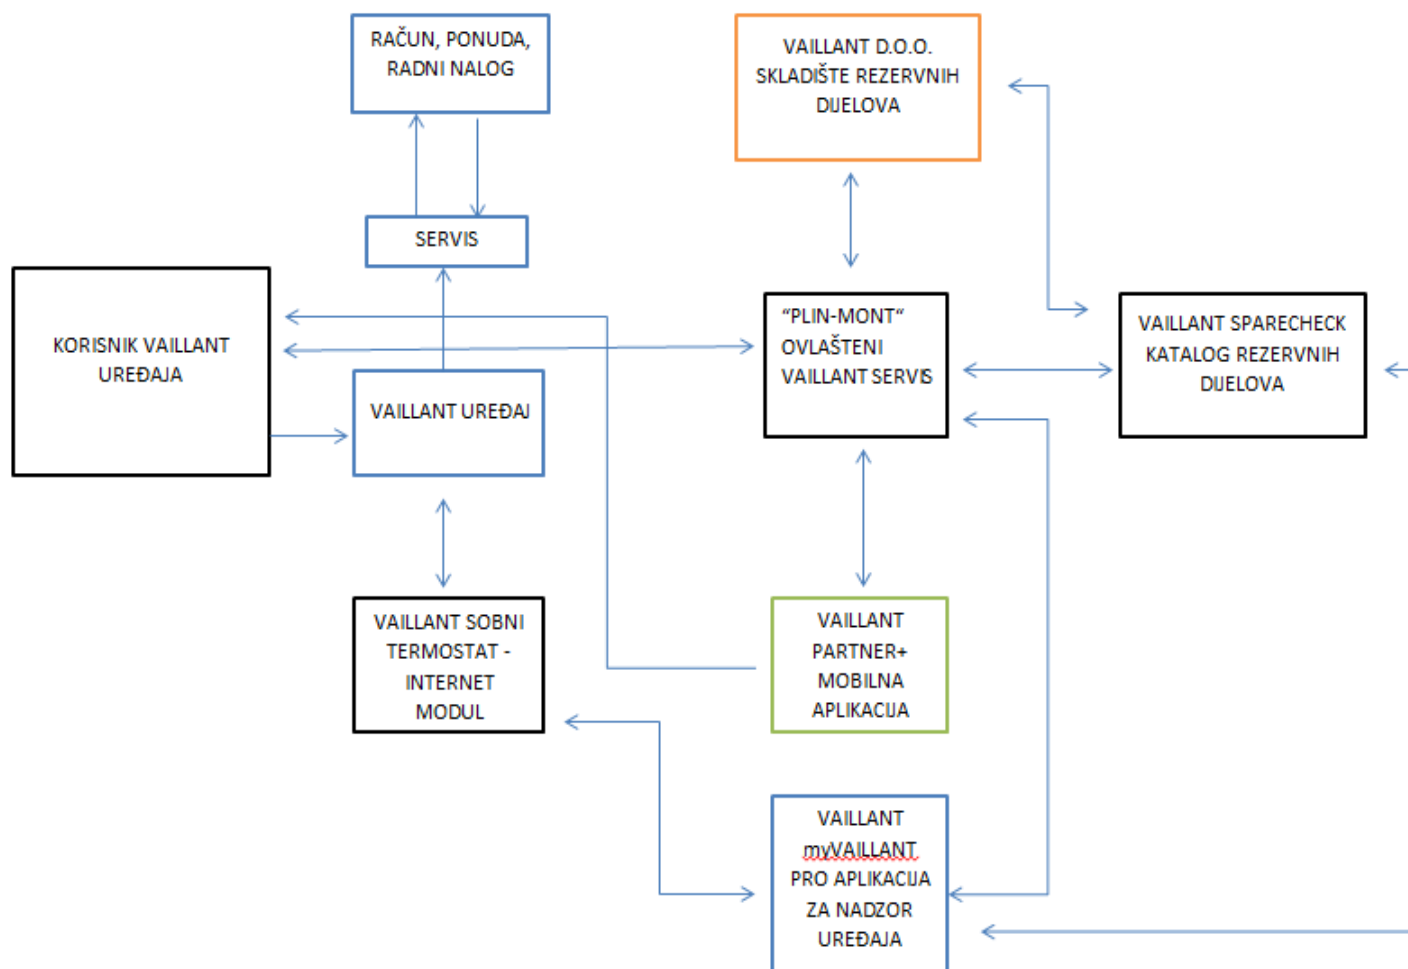 RAČUN, PONUDA,
RADNI NALOG
VAILLANT D.O.O.
SKLADIŠTE REZERVNIH
DIJELOVA
SERVIS
KORISNIK VAILLANT
UREĐAJA
VAILLANT UREĐAJ
“PLIN-MONT“
OVLAŠTENI
VAILLANT SERVIS
VAILLANT SPARECHECK
KATALOG REZERVNIH
DIJELOVA
VAILLANT SOBNI
TERMOSTAT -
INTERNET
MODUL
VAILLANT
PARTNER+
MOBILNA
APLIKACIJA
VAILLANT
myVAILLANT
PRO APLIKACIJA
ZA NADZOR
UREĐAJA